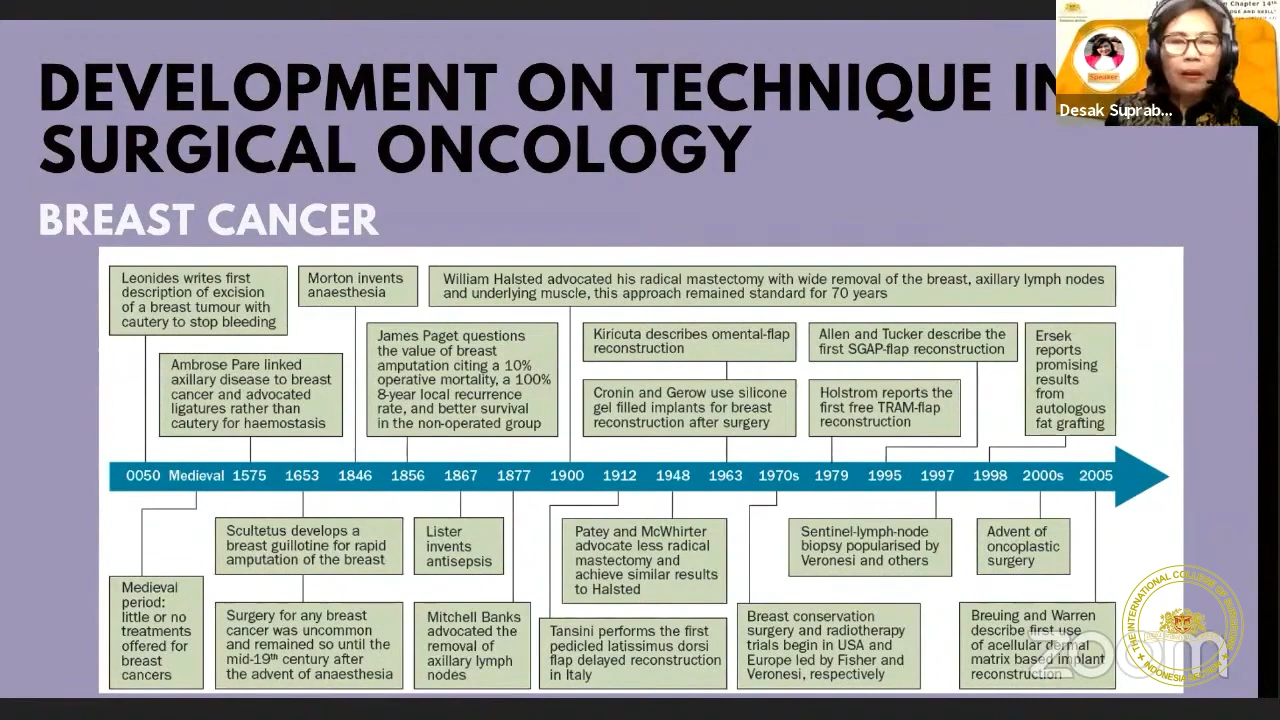 Chapter 14th
Speaker
Desak Suprab...
DEVELOPMENT ON TECHNIQUE IN
SURGICAL ONCOLOGY
BREAST CANCER
Leonides writes first
description of excision
of a breast tumour with
cautery to stop bleeding
Morton invents
anaesthesia
William Halsted advocated his radical mastectomy with wide removal of the breast, axillary lymph nodes
and underlying muscle, this approach remained standard for 70 years
Ambrose Pare linked
axillary disease to breast
cancer and advocated
ligatures rather than
cautery for haemostasis
James Paget questions
the value of breast
amputation citing a 10%
operative mortality, a 100%
8-year local recurrence
rate, and better survival
in the non-operated group
Kiricuta describes omental-flap
reconstruction
Cronin and Gerow use silicone
gel filled implants for breast
reconstruction after surgery
Allen and Tucker describe the
first SGAP-flap reconstruction
Holstrom reports the
first free TRAM-flap
reconstruction
Ersek
reports
promising
results
from
autologous
fat grafting
0050 Medieval 1575 1653 1846 1856 1867 1877 1900 1912 1948 1963 1970s 1979 1995 1997 1998 2000s 2005
Medieval
period:
little or no
treatments
offered for
breast
cancers
Scultetus develops a
breast guillotine for rapid
amputation of the breast
Surgery for any breast
cancer was uncommon
and remained so until the
mid-19th century after
the advent of anaesthesia
Lister
invents
antisepsis
Mitchell Banks
advocated the
removal of
axillary lymph
nodes
Patey and McWhirter
advocate less radical
mastectomy and
achieve similar results
to Halsted
Tansini performs the first
pedicled latissimus dorsi
flap delayed reconstruction
in Italy
Sentinel-lymph-node
biopsy popularised by
Veronesi and others
Breast conservation
surgery and radiotherapy
trials begin in USA and
Europe led by Fisher and
Veronesi, respectively
Advent of
oncoplastic
surgery
Breuing and Warren
describe first use
of acellular dermal
matrix based implant
reconstruction
zoom
THE INTERNATIONAL COLLEGE OF SURGEONS
INDONESIA SECTION